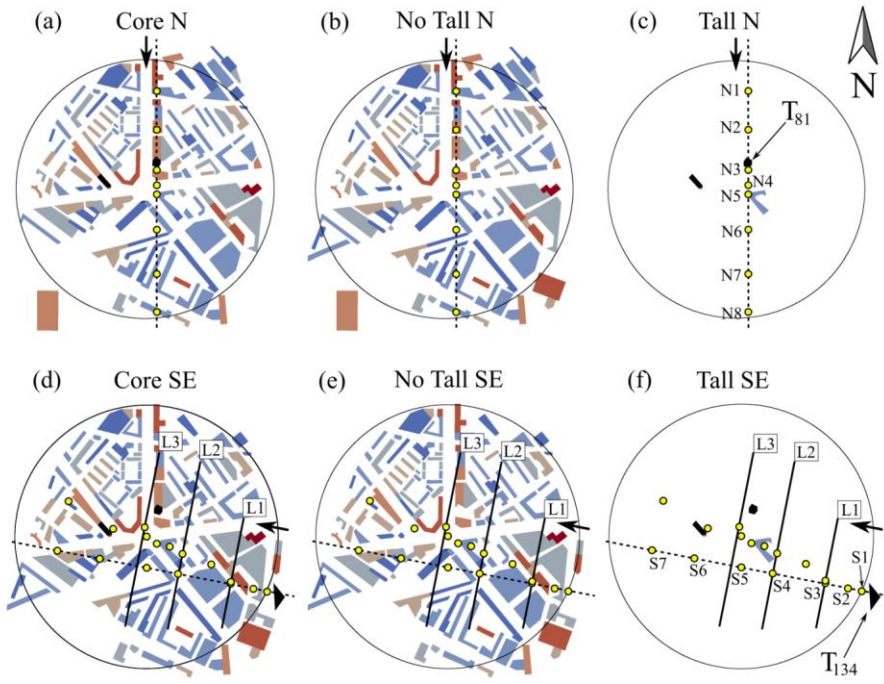 (a) Core N
(b) No Tall N
(c) Tall N
N
N1
N2
T81
N3
N4
N5
N6
N7
N8
(d) Core SE
(e) No Tall SE
(f) Tall SE
L3
L2
L1
L3
L2
L1
L3
L2
L1
S7
S6
S5
S4
S3
S2
S1
T134